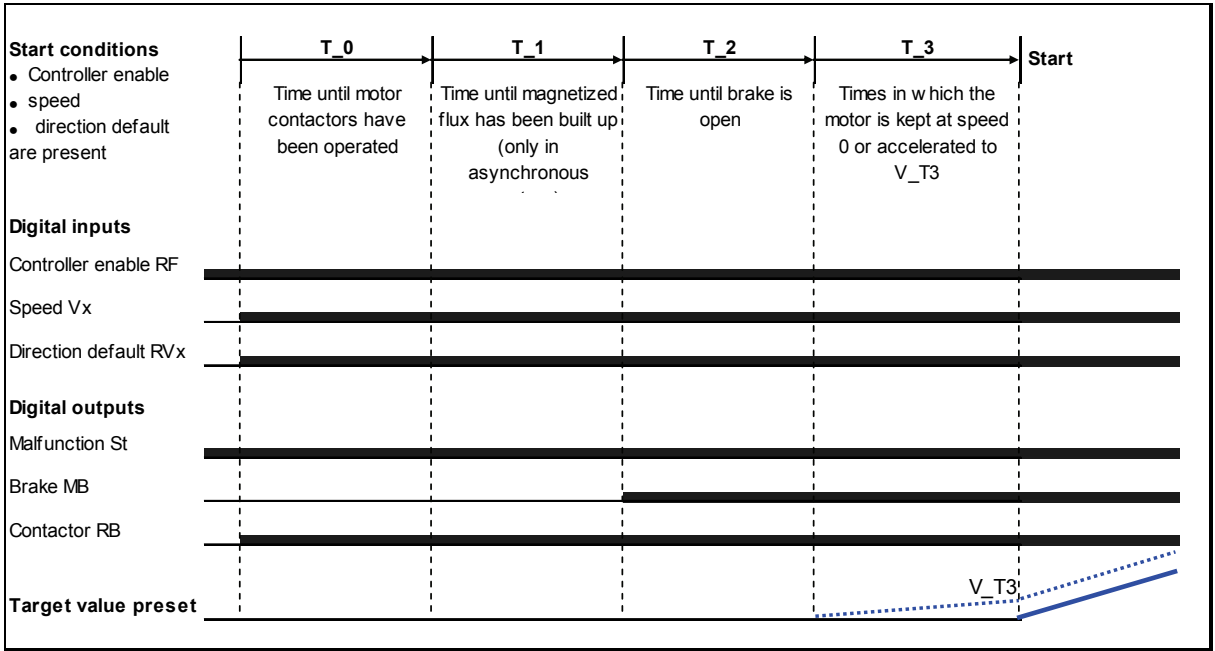 Start conditions
• Controller enable
• speed
• direction default
are present
T_0
T_1
T_2
T_3
Start
Time until motor
contactors have
been operated
Time until magnetized
flux has been built up
(only in
asynchronous
Time until brake is
open
Times in which the
motor is kept at speed
0 or accelerated to
V_T3
Digital inputs
Controller enable RF
Speed Vx
Direction default RVx
Digital outputs
Malfunction St
Brake MB
Contactor RB
V_T3
Target value preset